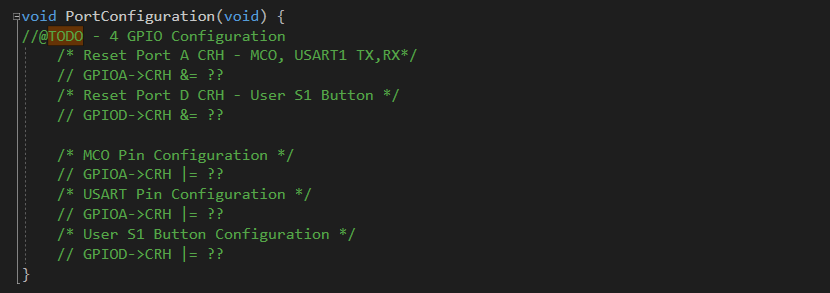 void PortConfiguration(void) {
//@TODO - 4 GPIO Configuration
/* Reset Port A CRH - MCO, USART1 TX,RX*/
// GPIOA->CRH &= ??
/* Reset Port D CRH - User S1 Button */
// GPIOD->CRH &= ??
/* MCO Pin Configuration */
// GPIOA->CRH |= ??
/* USART Pin Configuration */
// GPIOA->CRH |= ??
/* User S1 Button Configuration */
// GPIOD->CRH |= ??
}